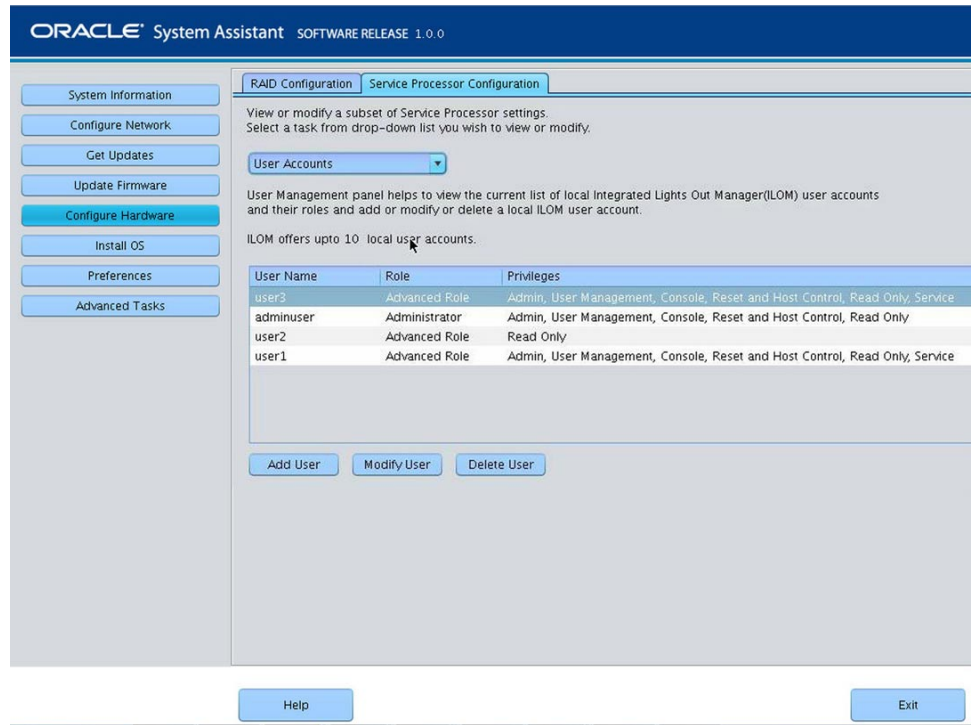 ORACLE System Assistant SOFTWARE RELEASE 1.0.0
System Information
Configure Network
Get Updates
Update Firmware
Configure Hardware
Install OS
Preferences
Advanced Tasks
RAID Configuration Service Processor Configuration
View or modify a subset of Service Processor settings.
Select a task from drop-down list you wish to view or modify.
User Accounts
User Management panel helps to view the current list of local Integrated Lights Out Manager(ILOM) user accounts
and their roles and add or modify or delete a local ILOM user account.
ILOM offers upto 10 local user accounts.
User Name Role Privileges
user3 Advanced Role Admin, User Management, Console, Reset and Host Control, Read Only, Service
adminuser Administrator Admin, User Management, Console, Reset and Host Control, Read Only
user2 Advanced Role Read Only
user1 Advanced Role Admin, User Management, Console, Reset and Host Control, Read Only, Service
Add User Modify User Delete User
Help Exit